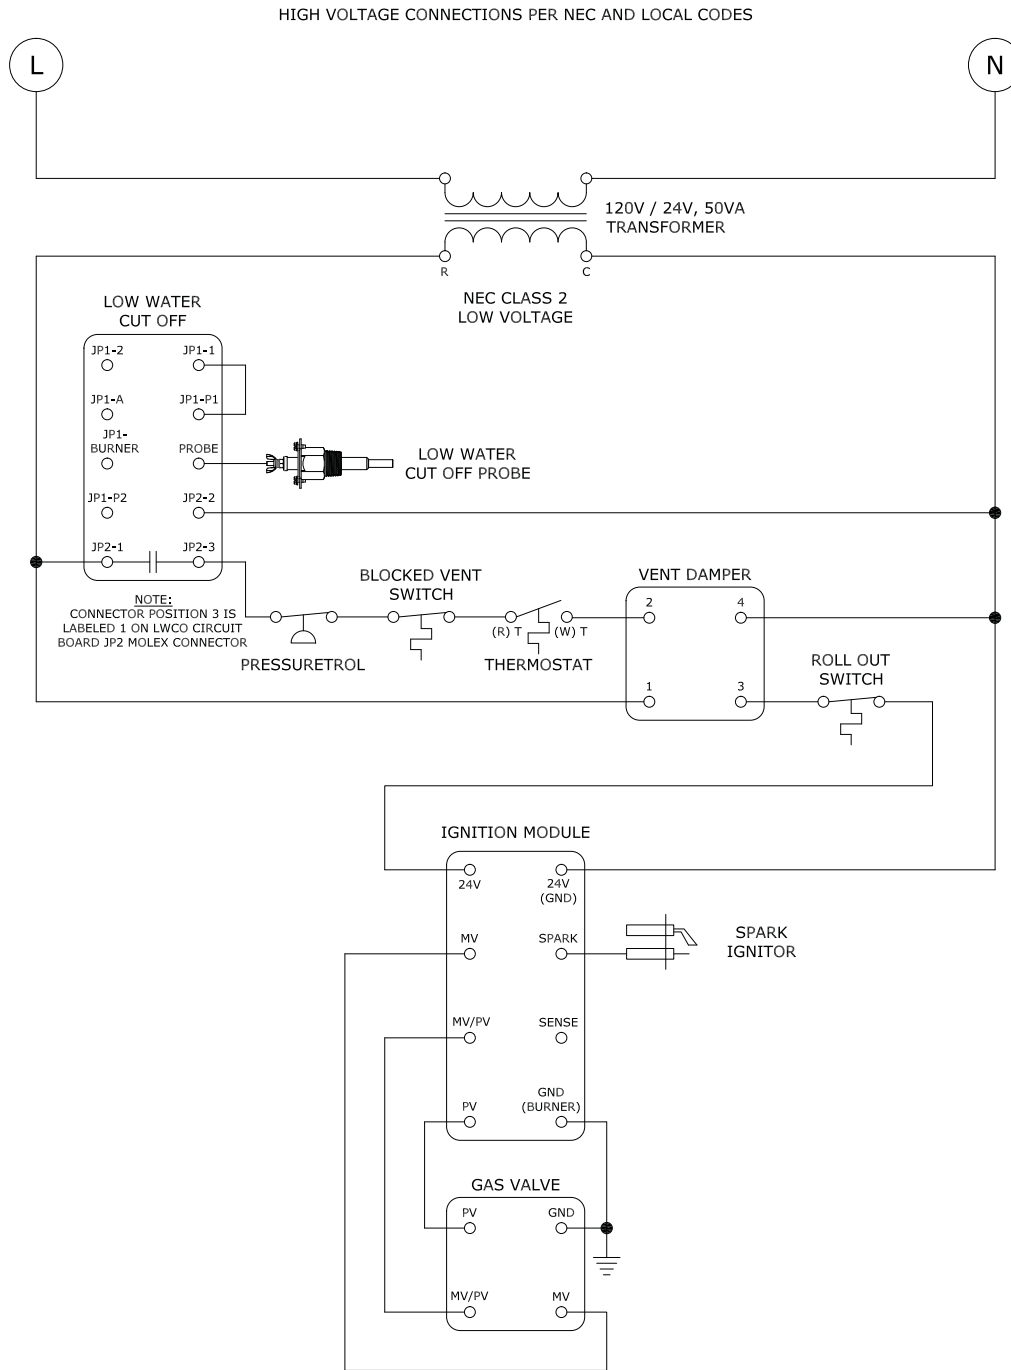 HIGH VOLTAGE CONNECTIONS PER NEC AND LOCAL CODES
L
N
120V / 24V, 50VA
TRANSFORMER
R
C
NEC CLASS 2
LOW VOLTAGE
LOW WATER
CUT OFF
JP1-2
JP1-1
JP1-A
JP1-P1
JP1-
BURNER
PROBE
LOW WATER
CUT OFF PROBE
JP1-P2
JP2-2
JP2-1
JP2-3
NOTE:
CONNECTOR POSITION 3 IS
LABELED 1 ON LWCO CIRCUIT
BOARD JP2 MOLEX CONNECTOR
PRESSURETROL
BLOCKED VENT
SWITCH
(R) T
(W) T
THERMOSTAT
VENT DAMPER
2
4
1
3
ROLL OUT
SWITCH
IGNITION MODULE
24V
24V
(GND)
MV
SPARK
SPARK
IGNITOR
MV/PV
SENSE
PV
GND
(BURNER)
GAS VALVE
PV
GND
MV/PV
MV